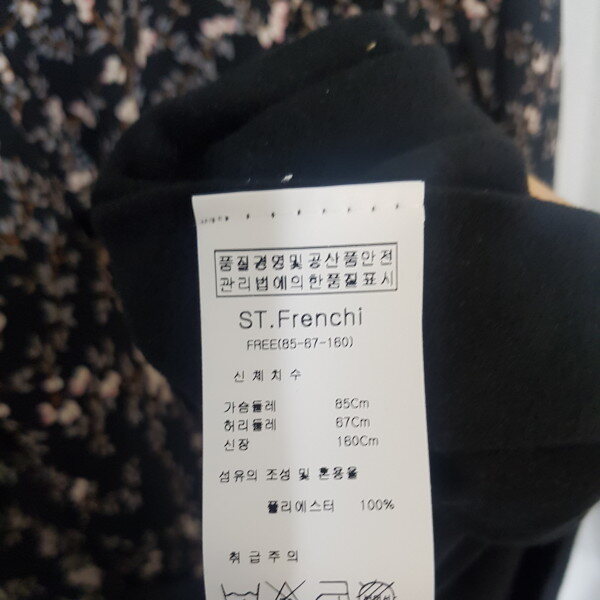 품질경영및공산품안전
관리법에의한품질표시
ST.Frenchi
FREE(85-67-160)
신체치수
가슴둘레 85Cm
허리둘레 67Cm
신장 160Cm
섬유의 조성 및 혼용율
폴리에스터 100%
취급주의